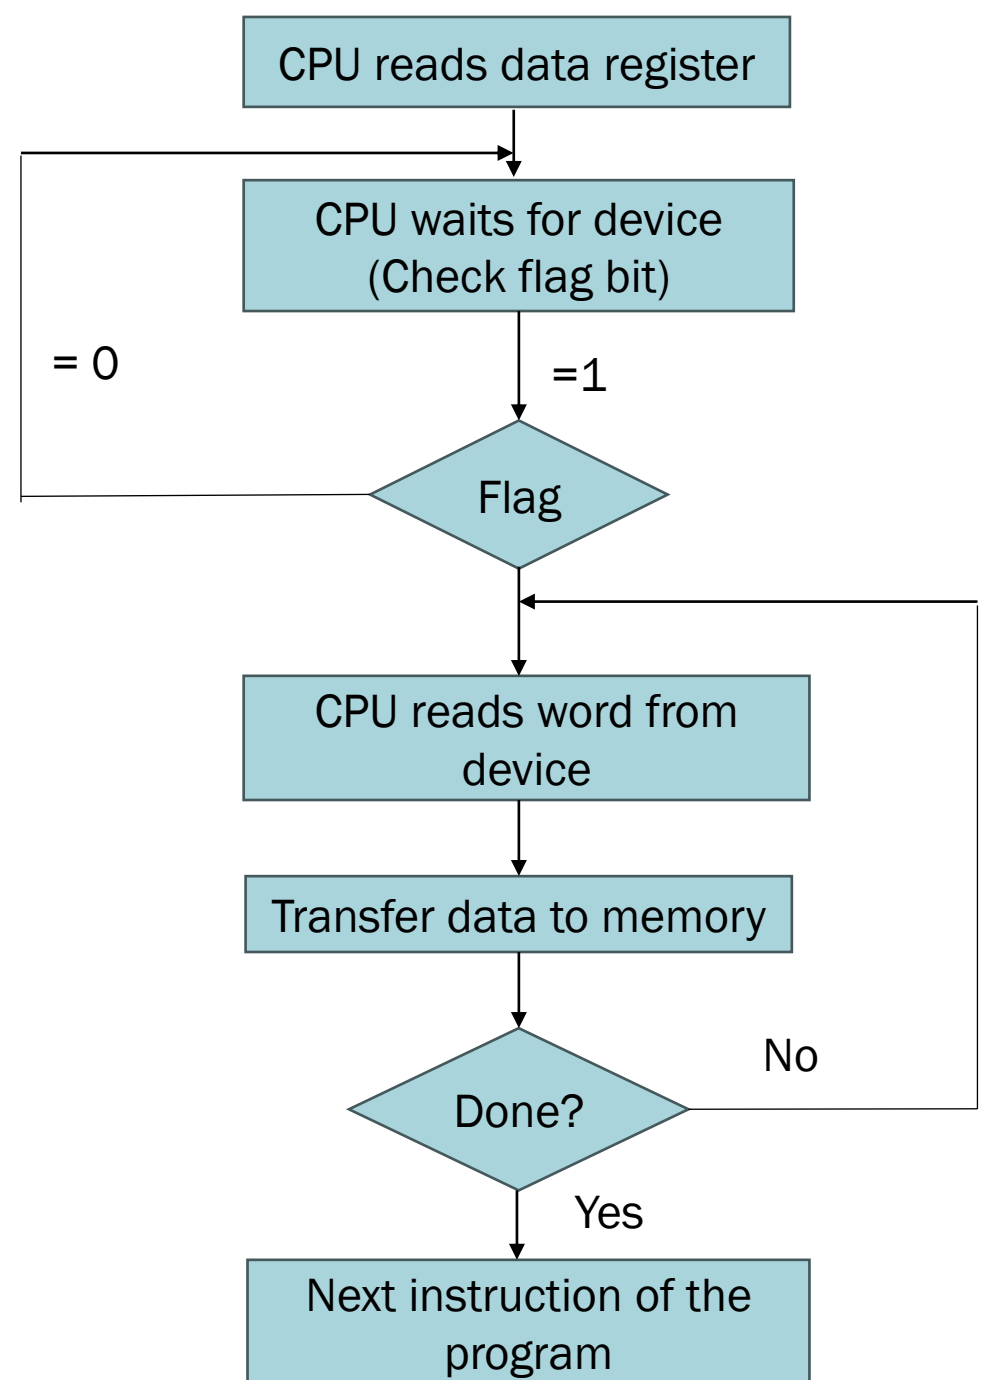 CPU reads data register
CPU waits for device
(Check flag bit)
= 0
=1
Flag
CPU reads word from
device
Transfer data to memory
No
Done?
Yes
Next instruction of the
program